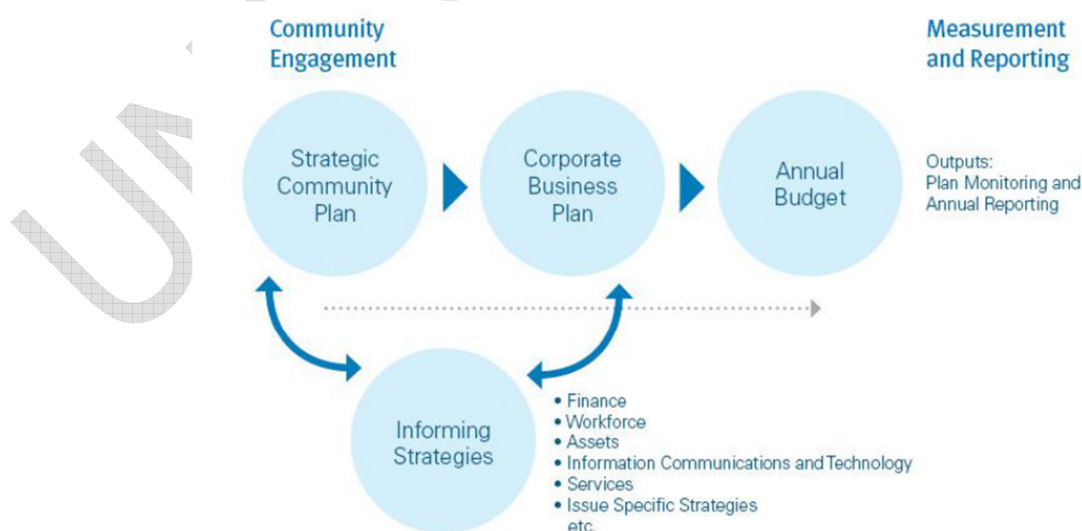 Community
Engagement
Measurement
and Reporting
Strategic
Community
Plan
Corporate
Business
Plan
Annual
Budget
Outputs:
Plan Monitoring and
Annual Reporting
Informing
Strategies
• Finance
• Workforce
• Assets
• Information Communications and Technology
• Services
• Issue Specific Strategies
etc.